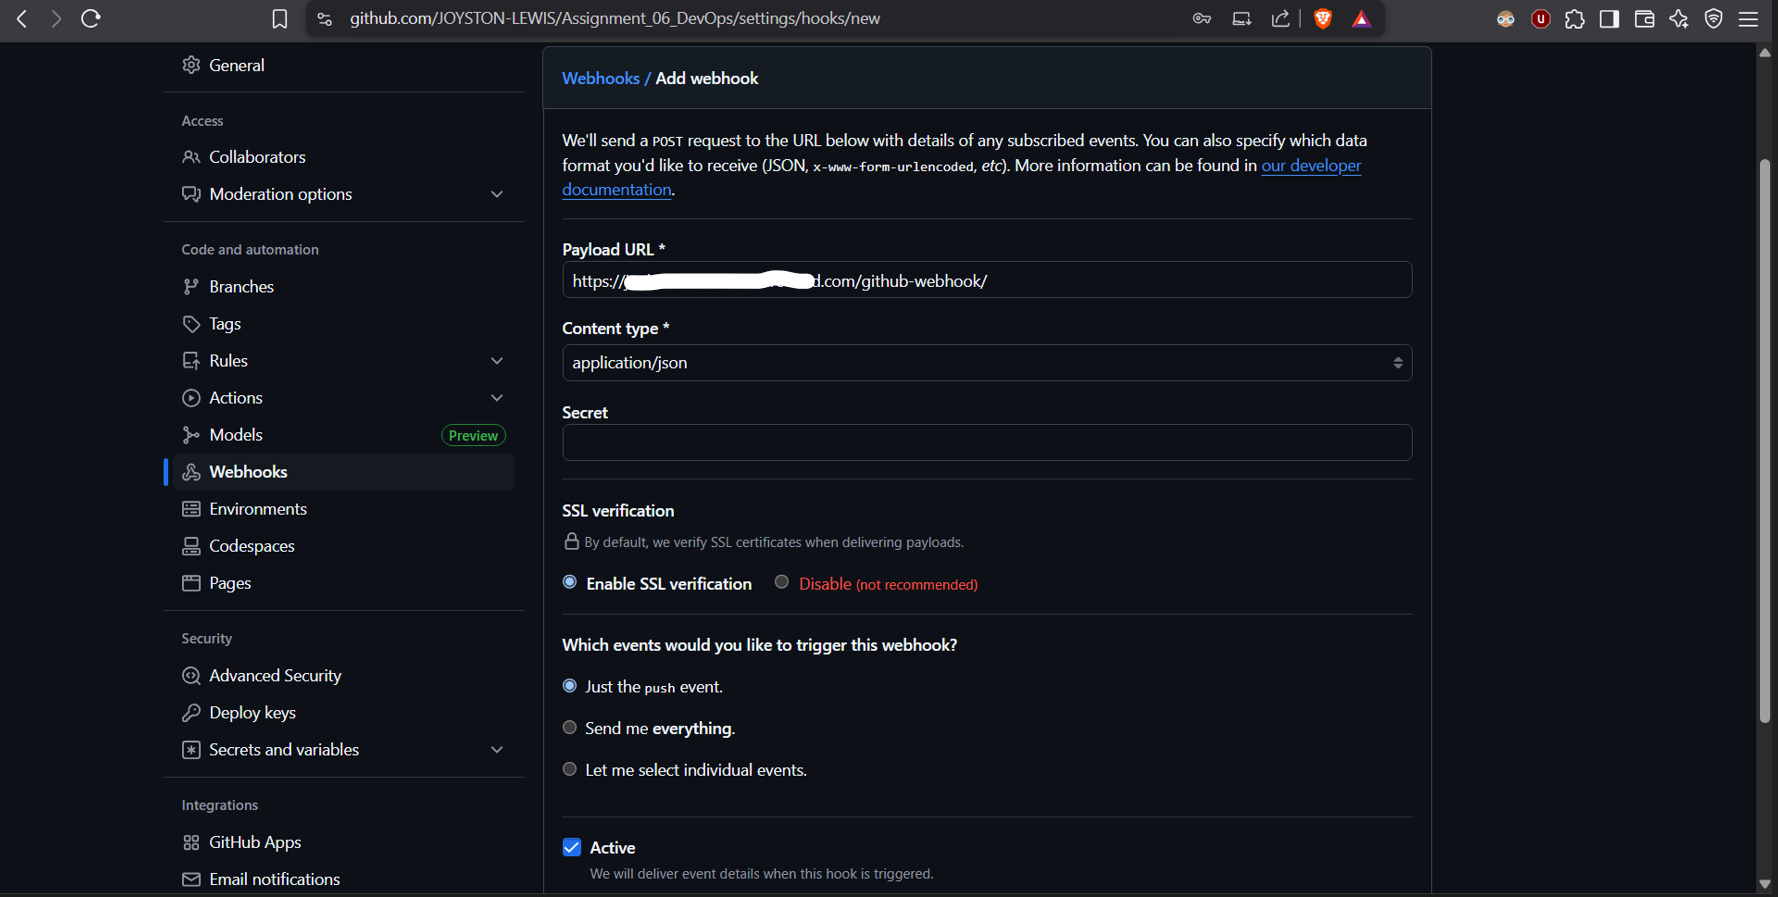 github.com/JOYSTON-LEWIS/Assignment_06_DevOps/settings/hooks/new
General
Access
Collaborators
Moderation options
Code and automation
Branches
Tags
Rules
Actions
Models Preview
Webhooks
Environments
Codespaces
Pages
Security
Advanced Security
Deploy keys
Secrets and variables
Integrations
GitHub Apps
Email notifications
Webhooks / Add webhook
We'll send a POST request to the URL below with details of any subscribed events. You can also specify which data
format you'd like to receive (JSON, x-www-form-urlencoded, etc). More information can be found in our developer
documentation.
Payload URL *
https:// d.com/github-webhook/
Content type *
application/json
Secret
SSL verification
By default, we verify SSL certificates when delivering payloads.
Enable SSL verification Disable (not recommended)
Which events would you like to trigger this webhook?
Just the push event.
Send me everything.
Let me select individual events.
Active
We will deliver event details when this hook is triggered.